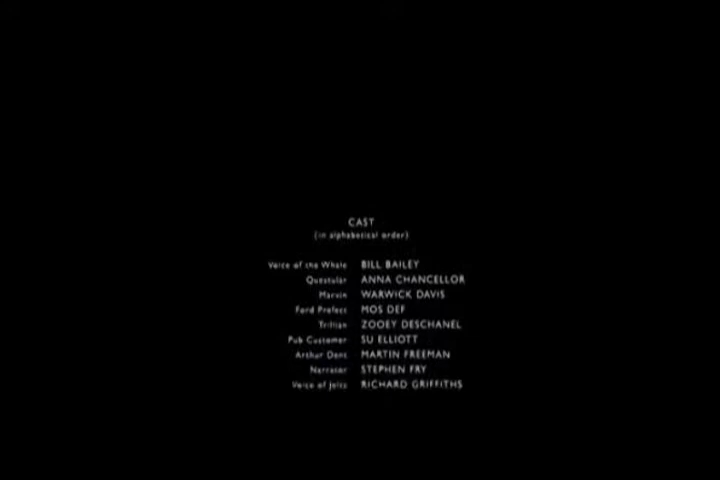 CAST
(in alphabetical order)
Voice of the Whale BILL BAILEY
Questular ANNA CHANCELLOR
Marvin WARWICK DAVIS
Ford Prefect MOS DEF
Trillian ZOOEY DESCHANEL
Pub Customer SU ELLIOTT
Arthur Dent MARTIN FREEMAN
Narrator STEPHEN FRY
Voice of Jeltz RICHARD GRIFFITHS